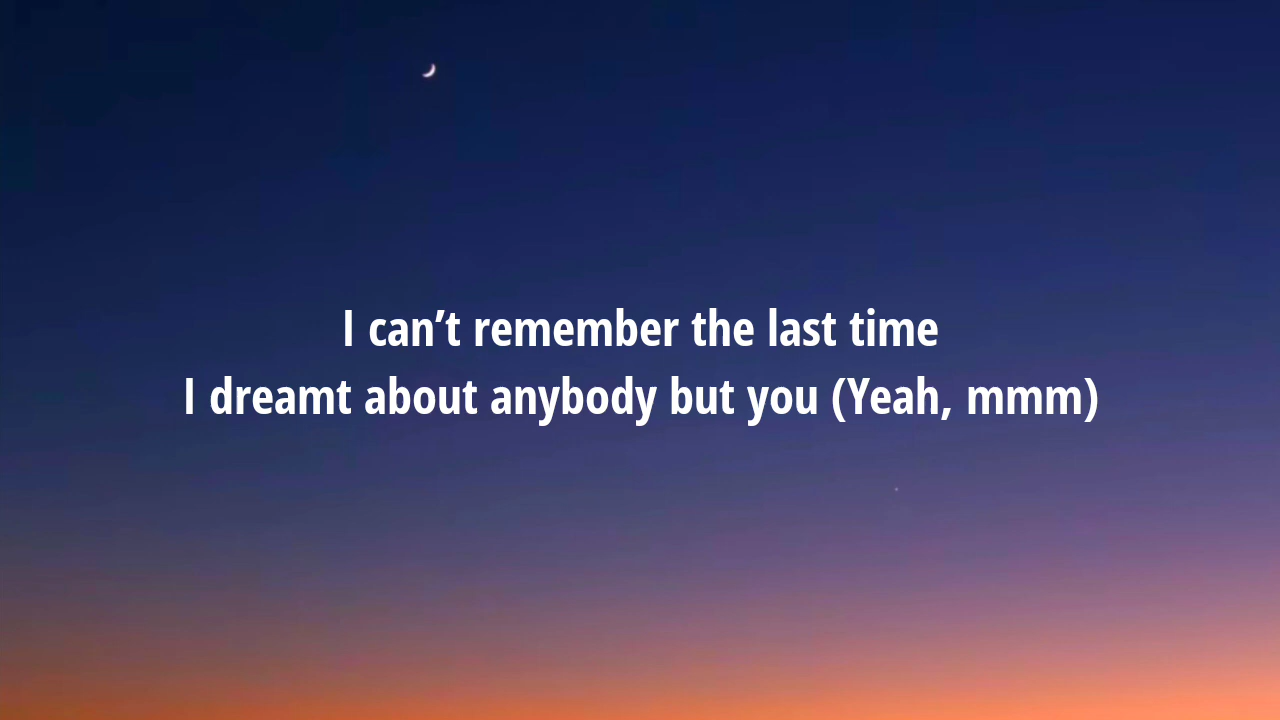 I can’t remember the last time
I dreamt about anybody but you (Yeah, mmm)